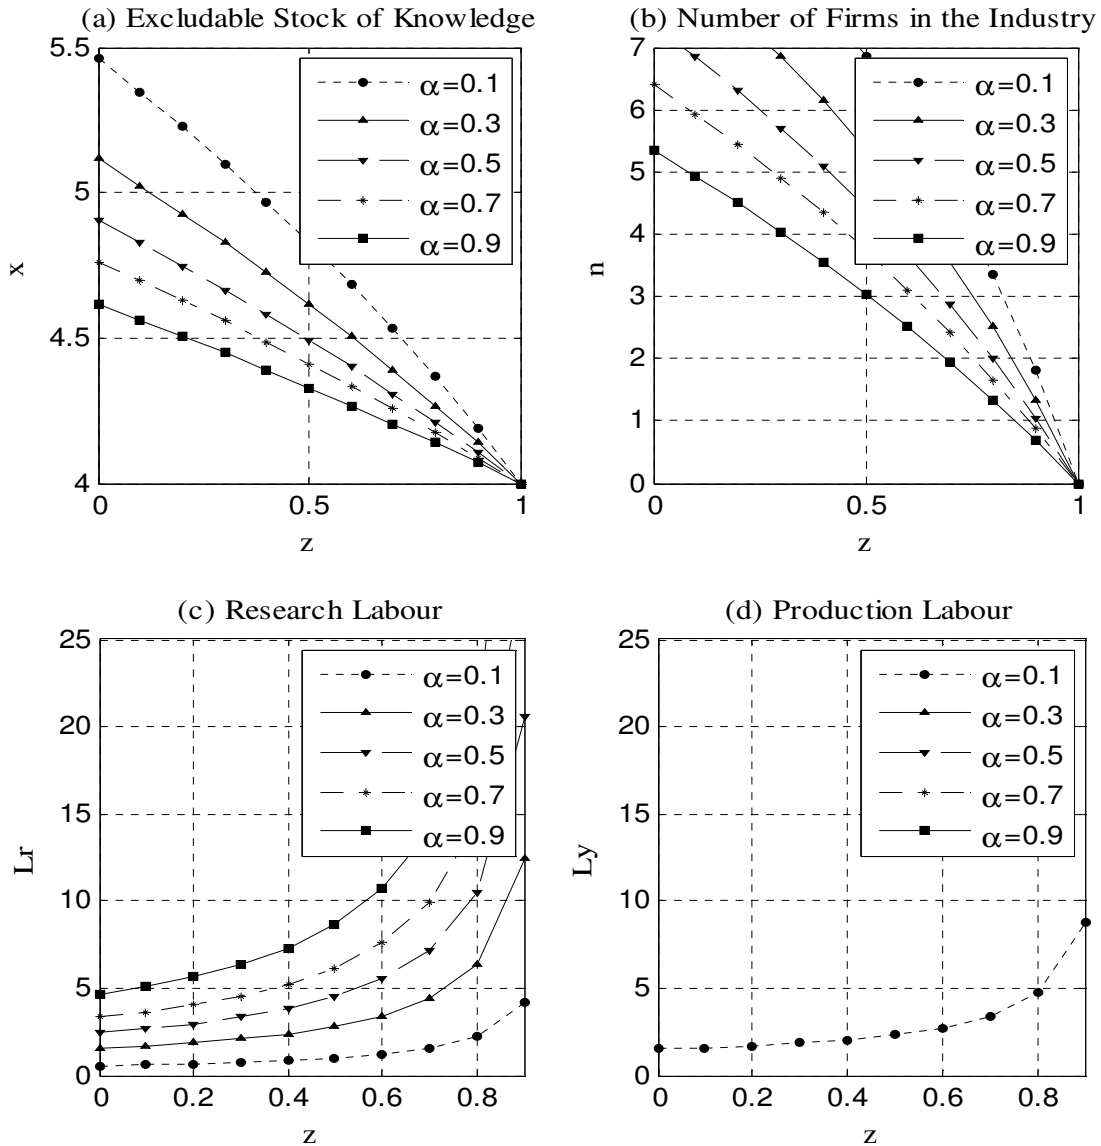 (a) Excludable Stock of Knowledge
5.5
5
4.5
4
x
0
0.5
1
z
α=0.1
α=0.3
α=0.5
α=0.7
α=0.9
(b) Number of Firms in the Industry
7
6
5
4
3
2
1
0
n
0
0.5
1
z
α=0.1
α=0.3
α=0.5
α=0.7
α=0.9
(c) Research Labour
25
20
15
10
5
0
Lr
0
0.2
0.4
0.6
0.8
z
α=0.1
α=0.3
α=0.5
α=0.7
α=0.9
(d) Production Labour
25
20
15
10
5
0
Ly
0
0.2
0.4
0.6
0.8
z
α=0.1
α=0.3
α=0.5
α=0.7
α=0.9